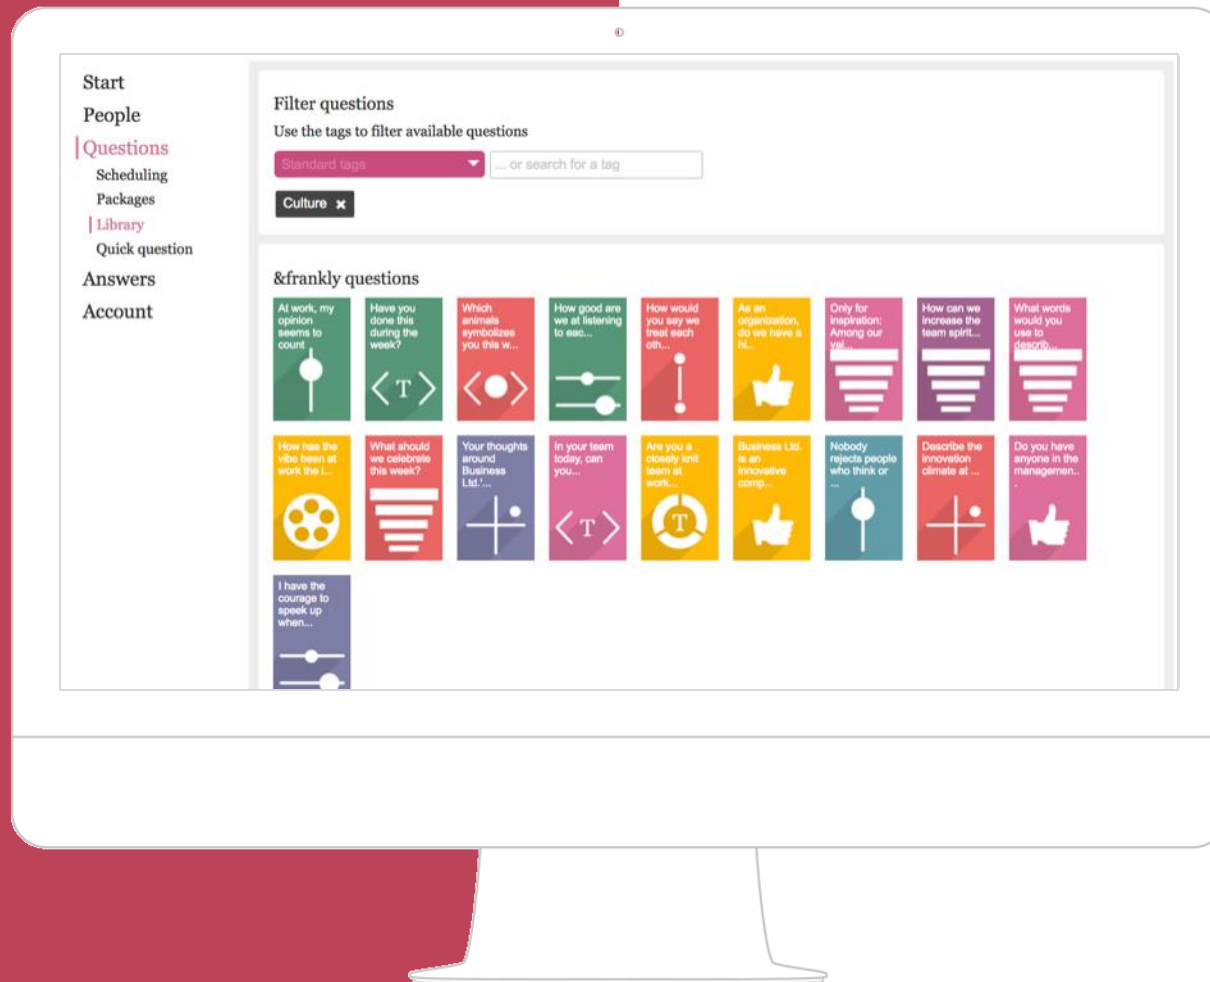 Start
People
Questions
Scheduling
Packages
Library
Quick question
Answers
Account
Filter questions
Use the tags to filter available questions
Standard tags
... or search for a tag
Culture ×
&frankly questions
At work, my
opinion
seems to
count
Have you
done this
during the
week?
Which
animals
symbolizes
you this w...
How good are
we at listening
to eac...
How would
you say we
treat each
oth...
As an
organization,
do we have a
hi...
Only for
inspiration:
Among our
val...
How can we
increase the
team spirit...
What words
would you
use to
describ...
How has the
vibe been at
work the l...
What should
we celebrate
this week?
Your thoughts
around
Business
Ltd.'...
In your team
today, can
you...
Are you a
closely knit
team at
work...
Business Ltd.
is an
innovative
comp...
Nobody
rejects people
who think or
...
Describe the
innovation
climate at ...
Do you have
anyone in the
managemen..
.
T
T
T
I have the
courage to
speek up
when...